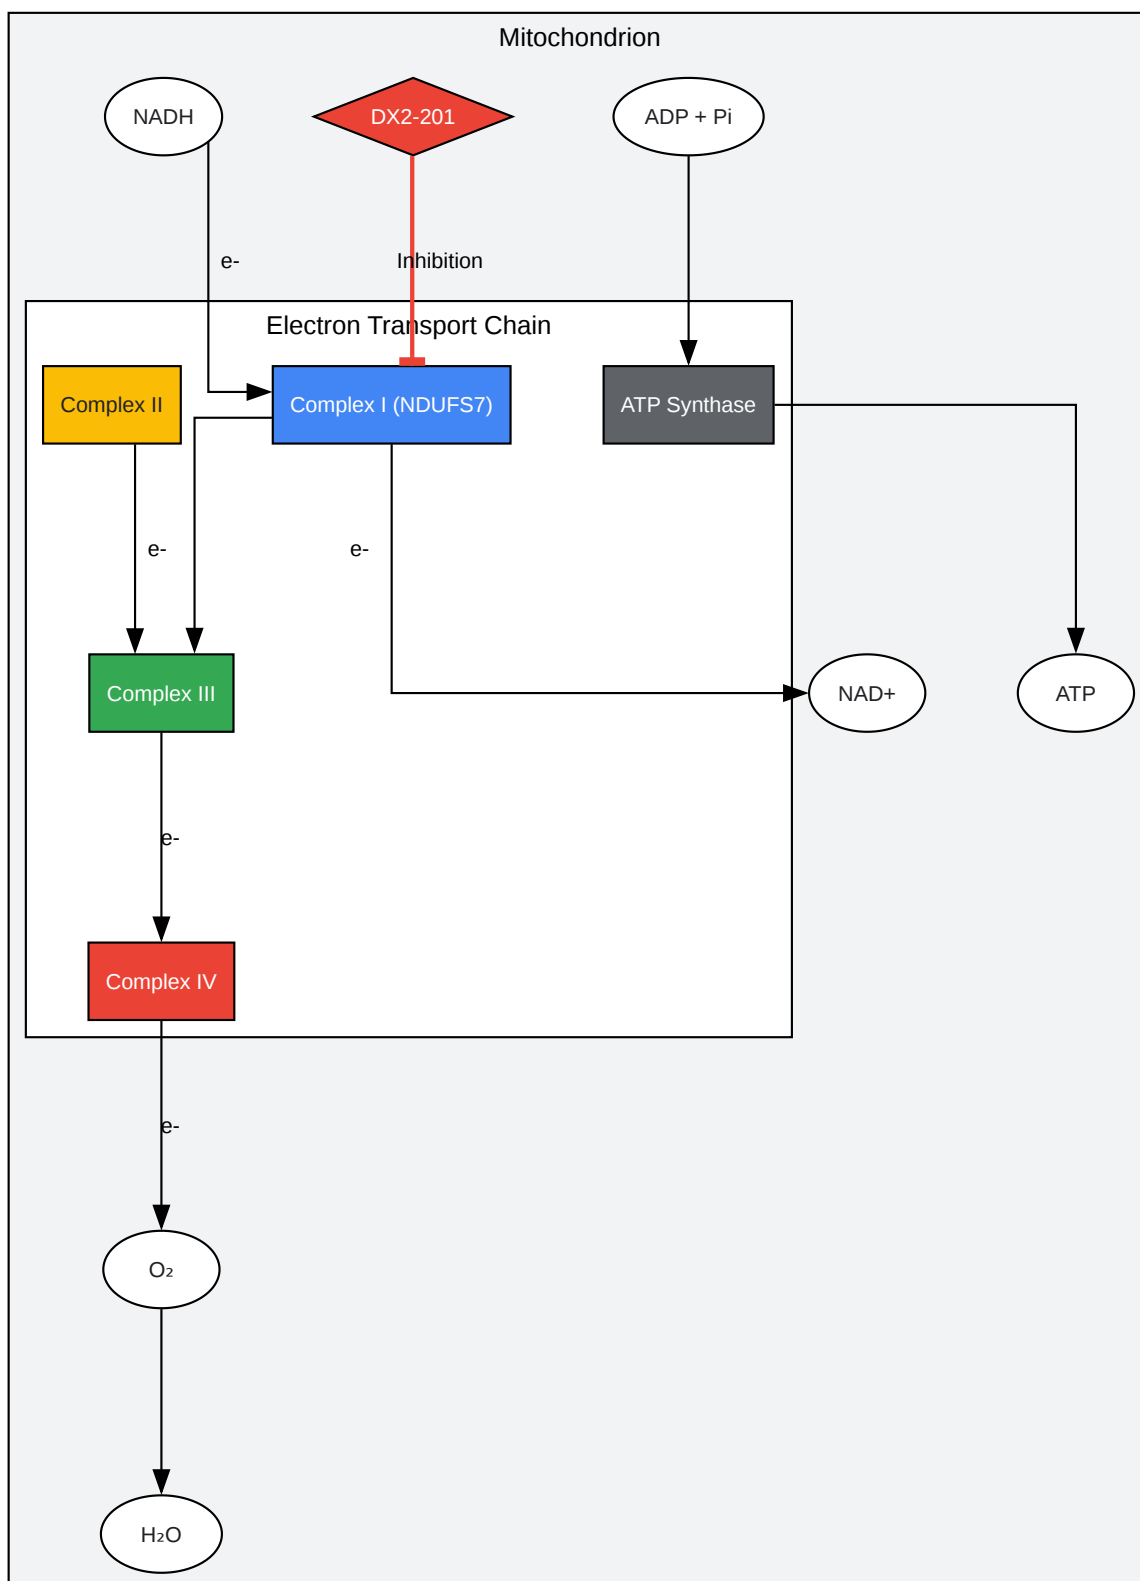 Mitochondrion
NADH
DX2-201
ADP + Pi
e-
Inhibition
Electron Transport Chain
Complex II
Complex I (NDUFS7)
ATP Synthase
e-
e-
Complex III
NAD+
ATP
e-
Complex IV
e-
O₂
H₂O